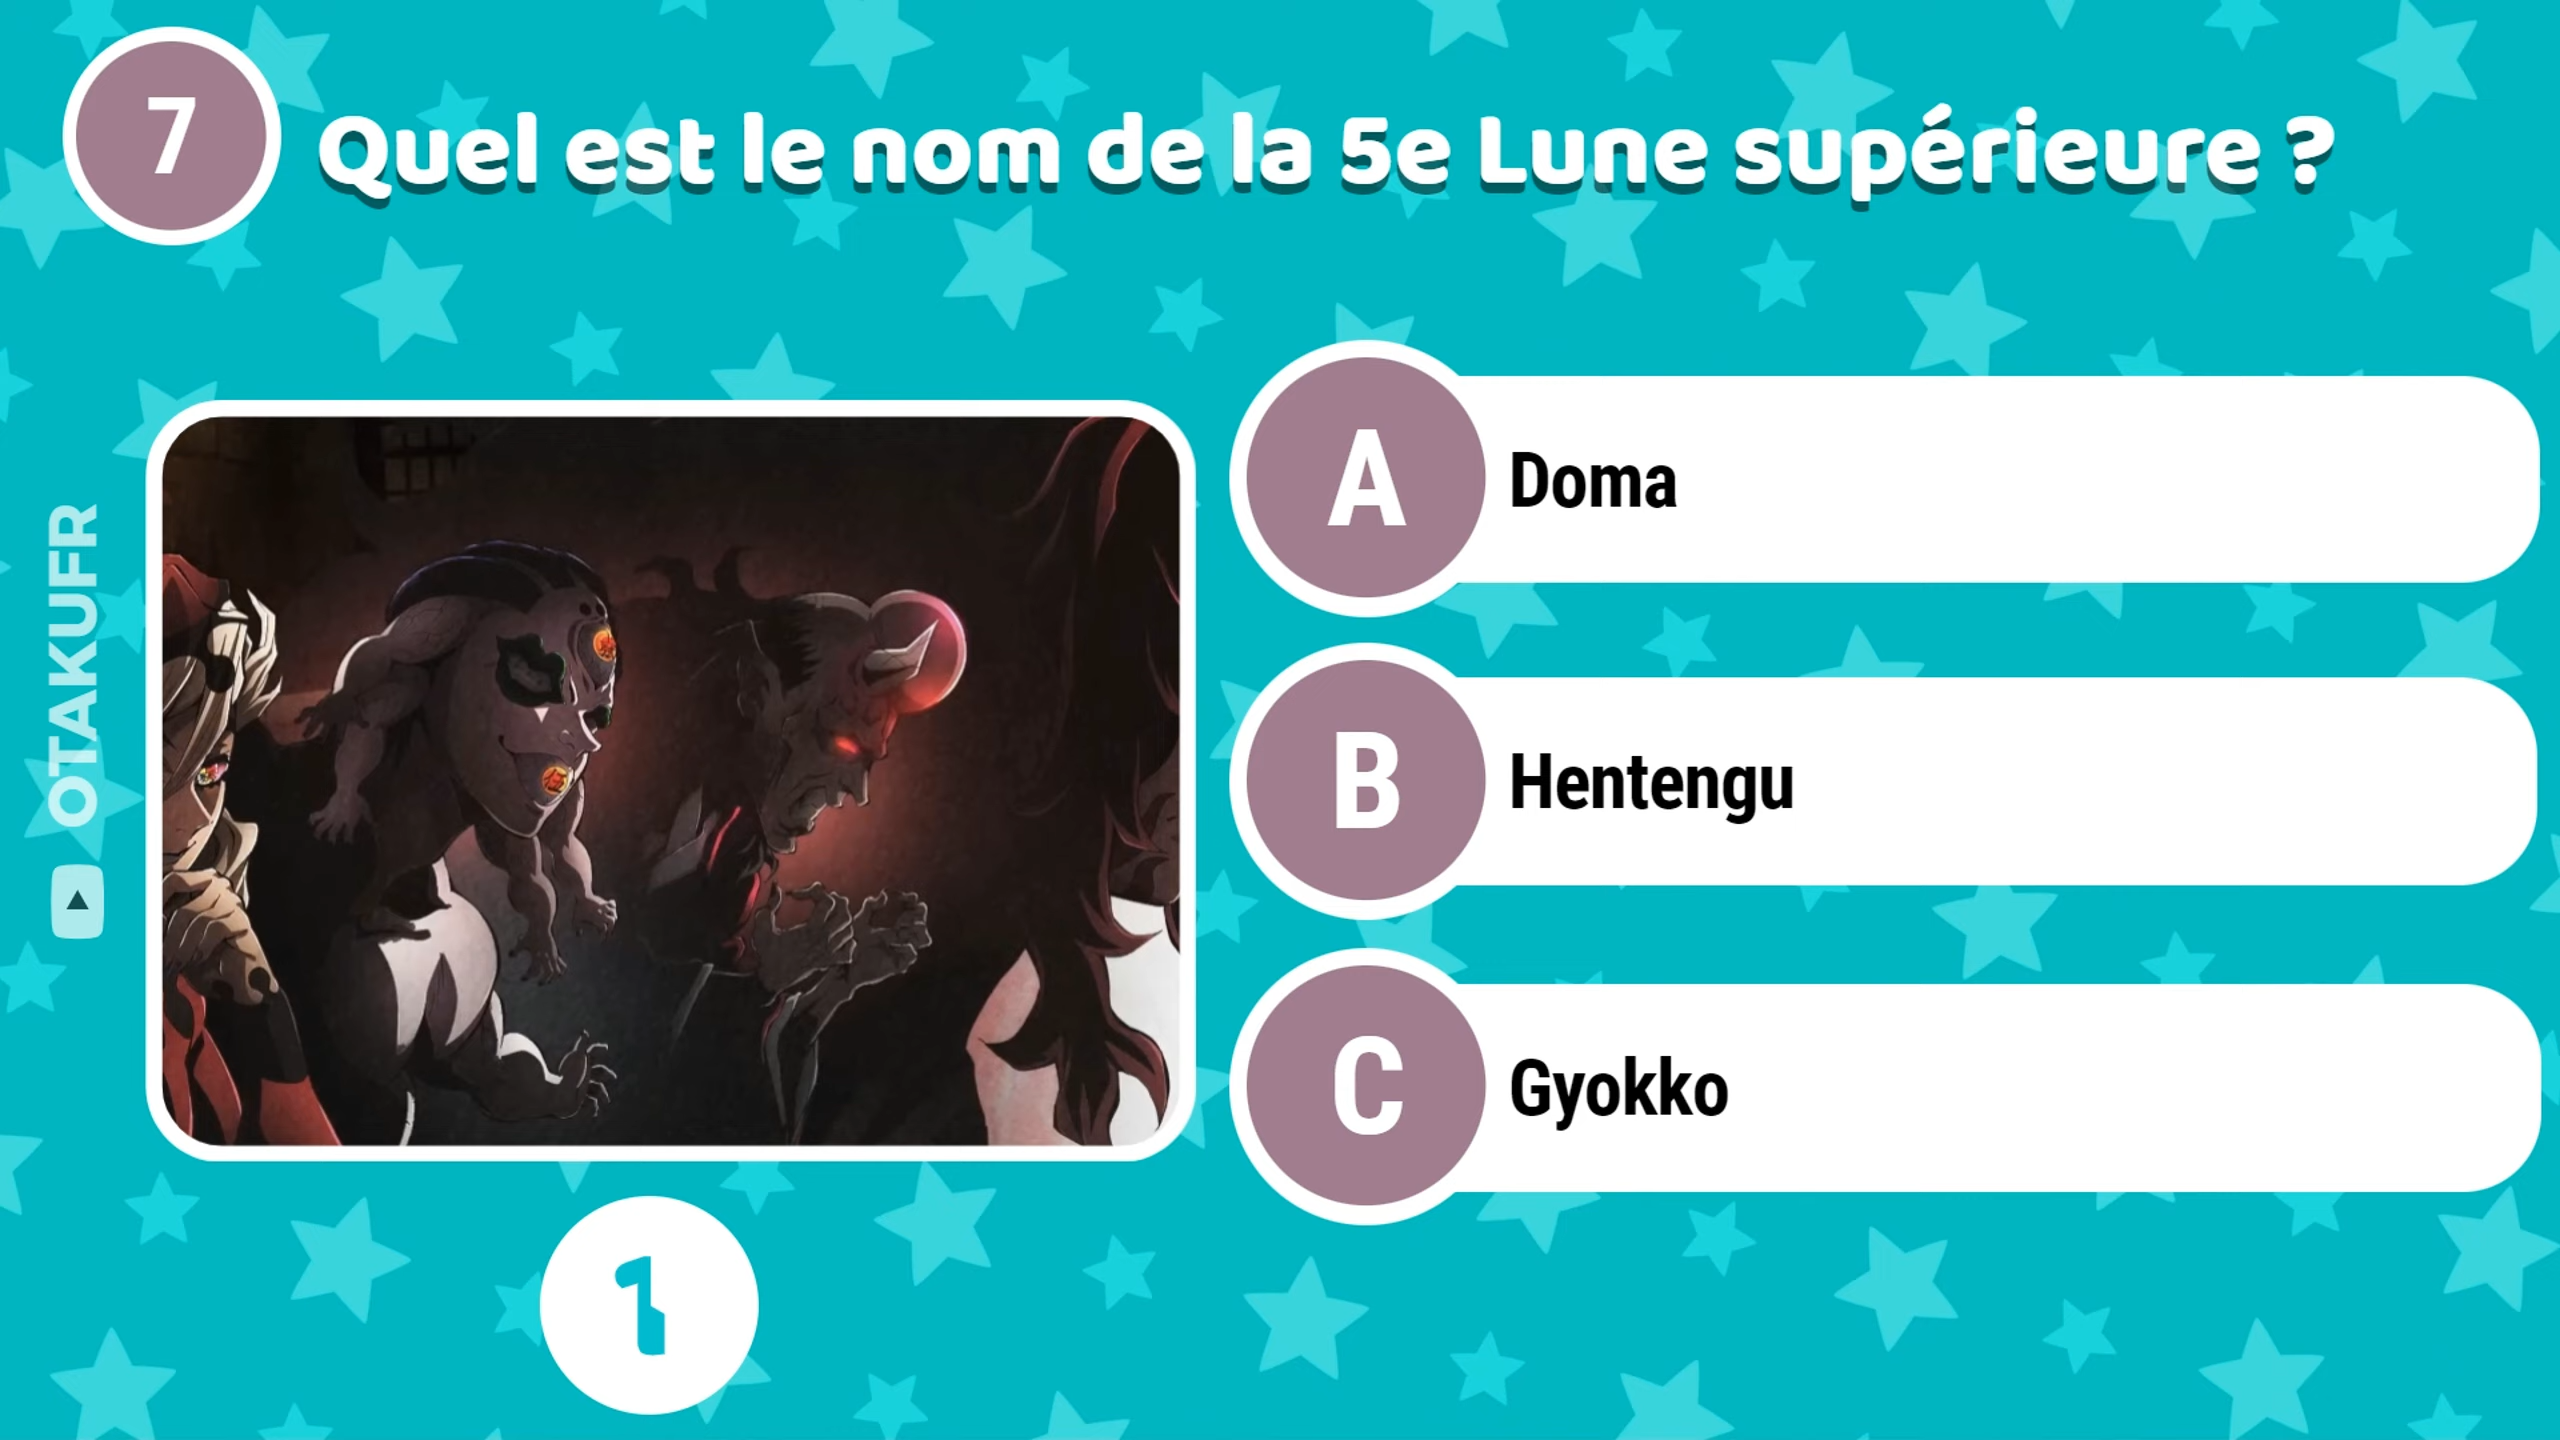 7
Quel est le nom de la 5e Lune supérieure ?
OTAKUFR
A
Doma
B
Hentengu
C
Gyokko
1